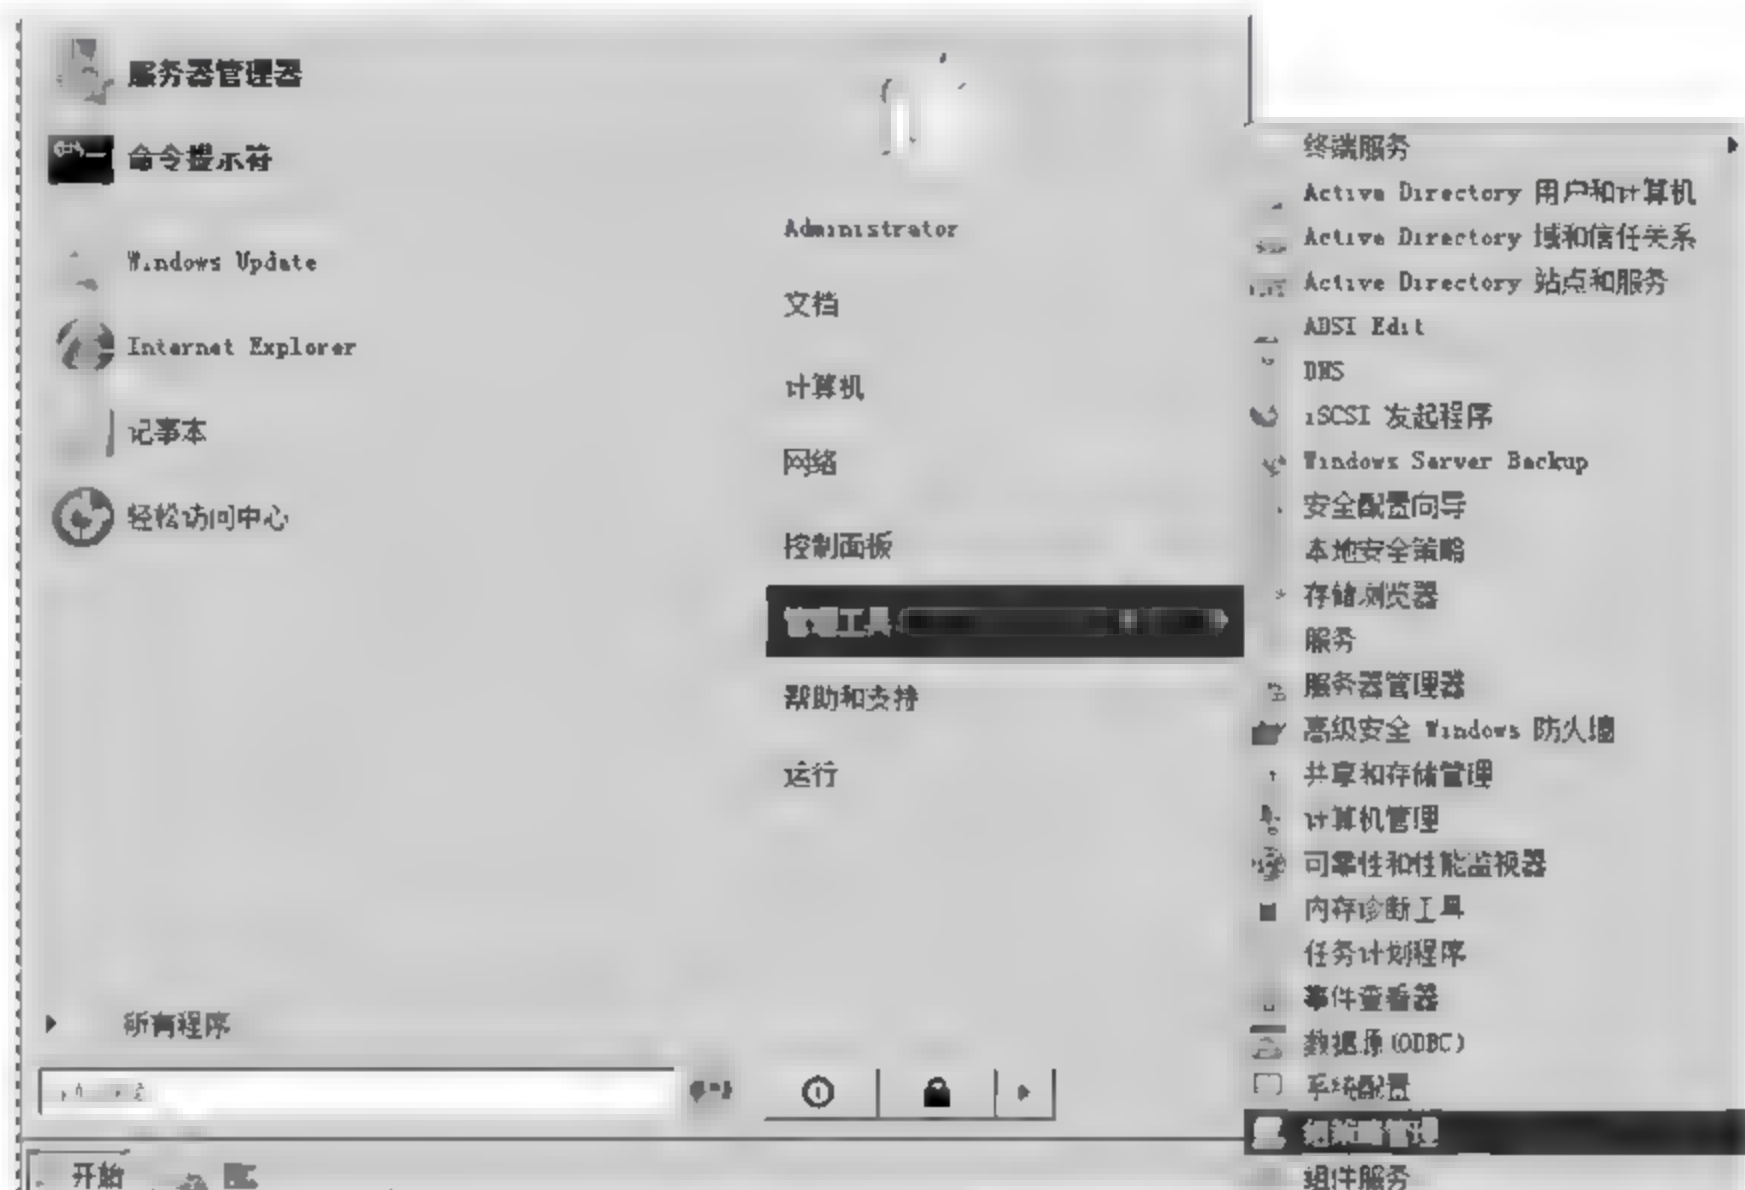 服务器管理器
命令提示符
Windows Update
Internet Explorer
记事本
轻松访问中心
所有程序
开始
Administrator
文档
计算机
网络
控制面板
管理工具
帮助和支持
运行
终端服务
Active Directory 用户和计算机
Active Directory 域和信任关系
Active Directory 站点和服务
ADSI Edit
DNS
iSCSI 发起程序
Windows Server Backup
安全配置向导
本地安全策略
存储浏览器
服务
服务器管理器
高级安全 Windows 防火墙
共享和存储管理
计算机管理
可靠性和性能监视器
内存诊断工具
任务计划程序
事件查看器
数据源(ODBC)
系统配置
组策略管理
组件服务